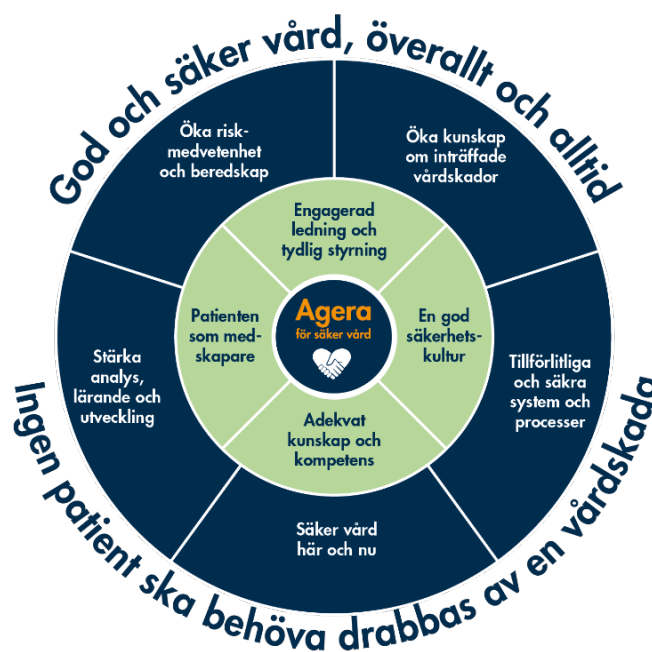 God och säker vård, överallt och alltid
Öka risk-
medvetenhet
och beredskap
Öka kunskap
om inträffade
vårdskador
Engagerad
ledning och
tydlig styrning
Patienten
som med-
skapare
Agera
för säker vård
En god
säkerhets-
kultur
Stärka
analys,
lärande och
utveckling
Tillförlitliga
och säkra
system och
processer
Adekvat
kunskap och
kompetens
Säker vård
här och nu
Ingen patient ska behöva drabbas av en vårdskada